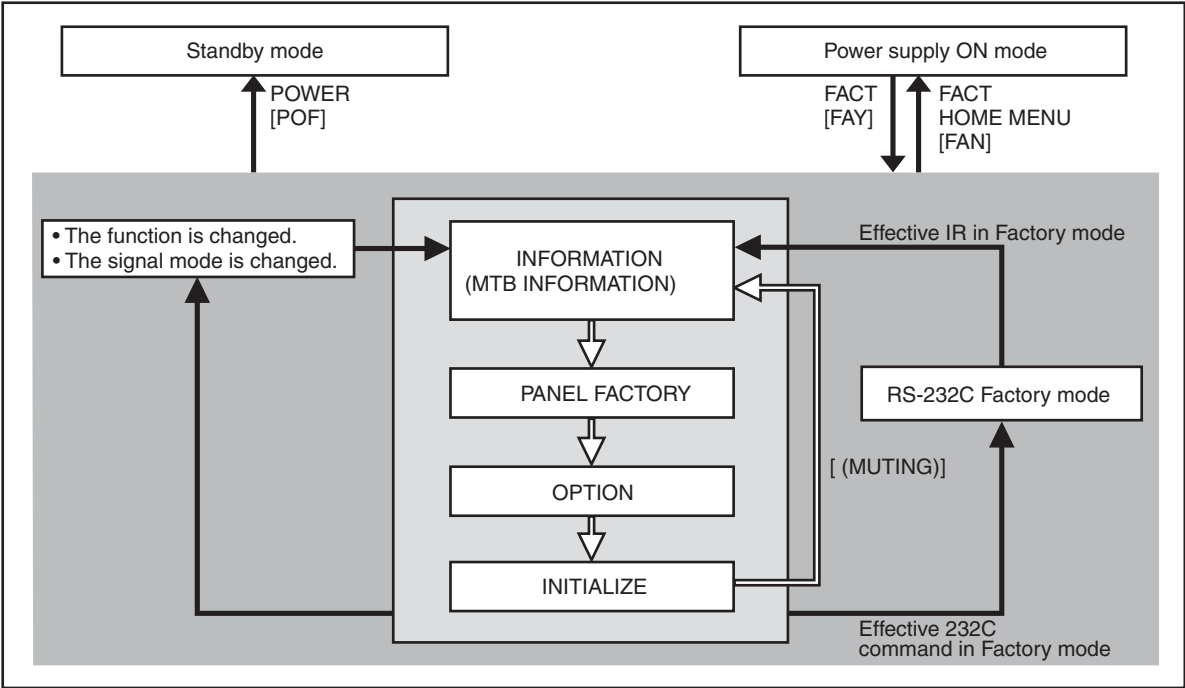 Standby mode
Power supply ON mode
POWER
[POF]
FACT
[FAY]
FACT
HOME MENU
[FAN]
• The function is changed.
• The signal mode is changed.
INFORMATION
(MTB INFORMATION)
Effective IR in Factory mode
PANEL FACTORY
RS-232C Factory mode
[ (MUTING)]
OPTION
INITIALIZE
Effective 232C
command in Factory mode